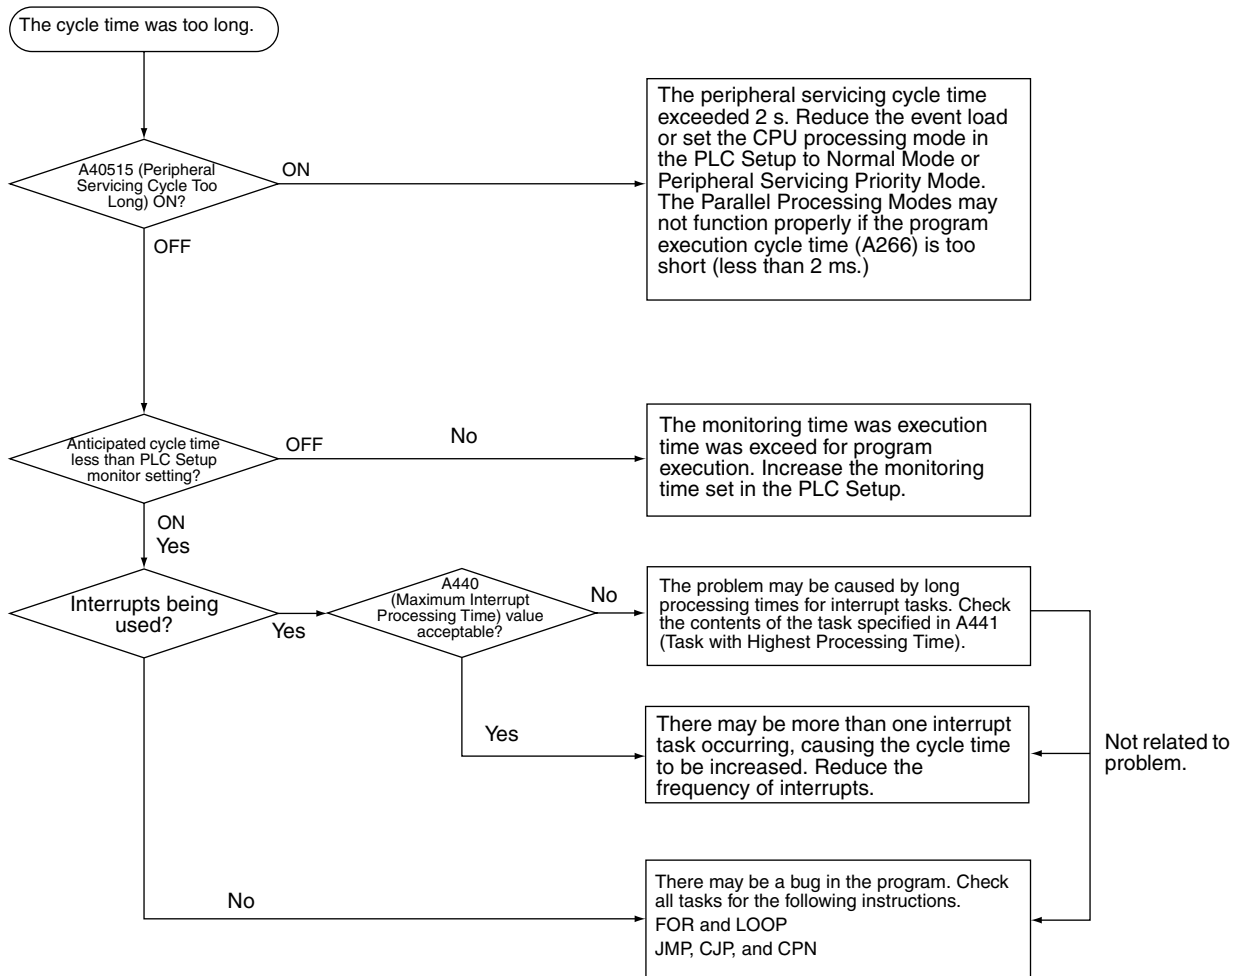 The cycle time was too long.
The peripheral servicing cycle time
exceeded 2 s. Reduce the event load
or set the CPU processing mode in
the PLC Setup to Normal Mode or
Peripheral Servicing Priority Mode.
The Parallel Processing Modes may
not function properly if the program
execution cycle time (A266) is too
short (less than 2 ms.)
A40515 (Peripheral
Servicing Cycle Too
Long) ON?
ON
OFF
Anticipated cycle time
less than PLC Setup
monitor setting?
OFF
No
The monitoring time was execution
time was exceed for program
execution. Increase the monitoring
time set in the PLC Setup.
ON
Yes
Interrupts being
used?
Yes
A440
(Maximum Interrupt
Processing Time) value
acceptable?
No
The problem may be caused by long
processing times for interrupt tasks. Check
the contents of the task specified in A441
(Task with Highest Processing Time).
Yes
There may be more than one interrupt
task occurring, causing the cycle time
to be increased. Reduce the
frequency of interrupts.
Not related to
problem.
No
There may be a bug in the program. Check
all tasks for the following instructions.
FOR and LOOP
JMP, CJP, and CPN